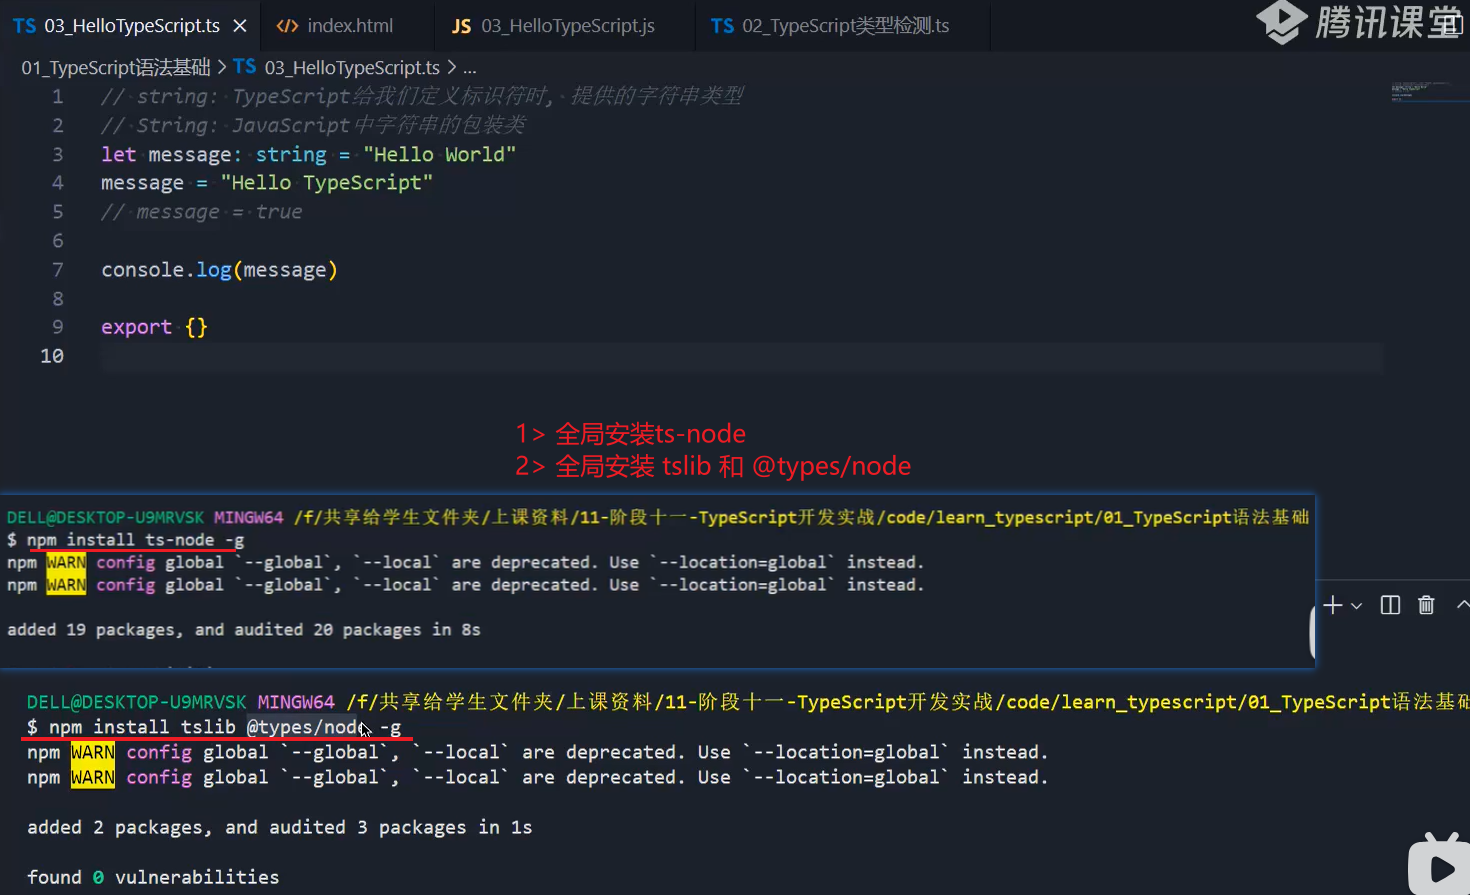 TS 03_HelloTypeScript.ts × <> index.html JS 03_HelloTypeScript.js TS 02_TypeScript类型检测.ts
腾讯课堂
01_TypeScript语法基础 > TS 03_HelloTypeScript.ts > ...
1 // string: TypeScript给我们定义标识符时, 提供的字符串类型
2 // String: JavaScript中字符串的包装类
3 let message: string = "Hello World"
4 message = "Hello TypeScript"
5 // message = true
6
7 console.log(message)
8
9 export {}
10
1> 全局安装ts-node
2> 全局安装 tslib 和 @types/node
DELL@DESKTOP-U9MRVSK MINGW64 /f/共享给学生文件夹/上课资料/11-阶段十一-TypeScript开发实战/code/learn_typescript/01_TypeScript语法基础
$ npm install ts-node -g
npm WARN config global `--global`, `--local` are deprecated. Use `--location=global` instead.
npm WARN config global `--global`, `--local` are deprecated. Use `--location=global` instead.
added 19 packages, and audited 20 packages in 8s
DELL@DESKTOP-U9MRVSK MINGW64 /f/共享给学生文件夹/上课资料/11-阶段十一-TypeScript开发实战/code/learn_typescript/01_TypeScript语法基础
$ npm install tslib @types/node -g
npm WARN config global `--global`, `--local` are deprecated. Use `--location=global` instead.
npm WARN config global `--global`, `--local` are deprecated. Use `--location=global` instead.
added 2 packages, and audited 3 packages in 1s
found 0 vulnerabilities